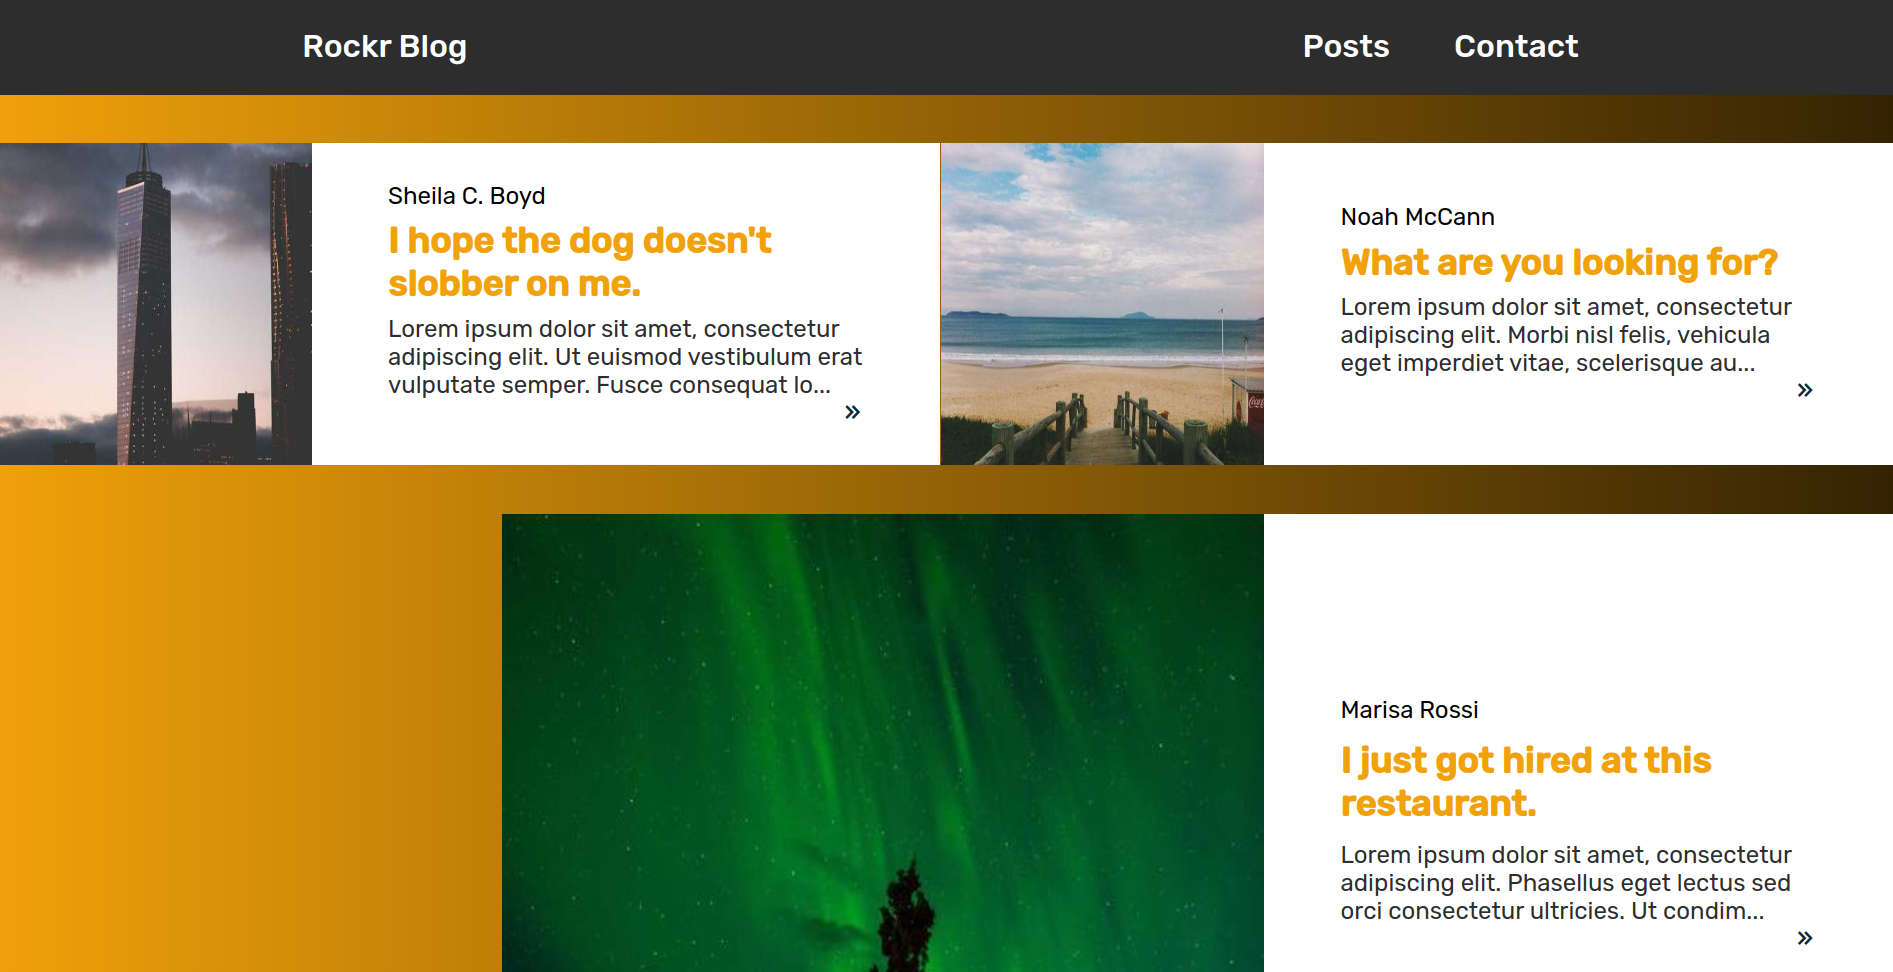 Rockr Blog
Posts
Contact
Sheila C. Boyd
I hope the dog doesn't
slobber on me.
Lorem ipsum dolor sit amet, consectetur
adipiscing elit. Ut euismod vestibulum erat
vulputate semper. Fusce consequat lo...
»
Noah McCann
What are you looking for?
Lorem ipsum dolor sit amet, consectetur
adipiscing elit. Morbi nisl felis, vehicula
eget imperdiet vitae, scelerisque au...
»
Marisa Rossi
I just got hired at this
restaurant.
Lorem ipsum dolor sit amet, consectetur
adipiscing elit. Phasellus eget lectus sed
orci consectetur ultricies. Ut condim...
»